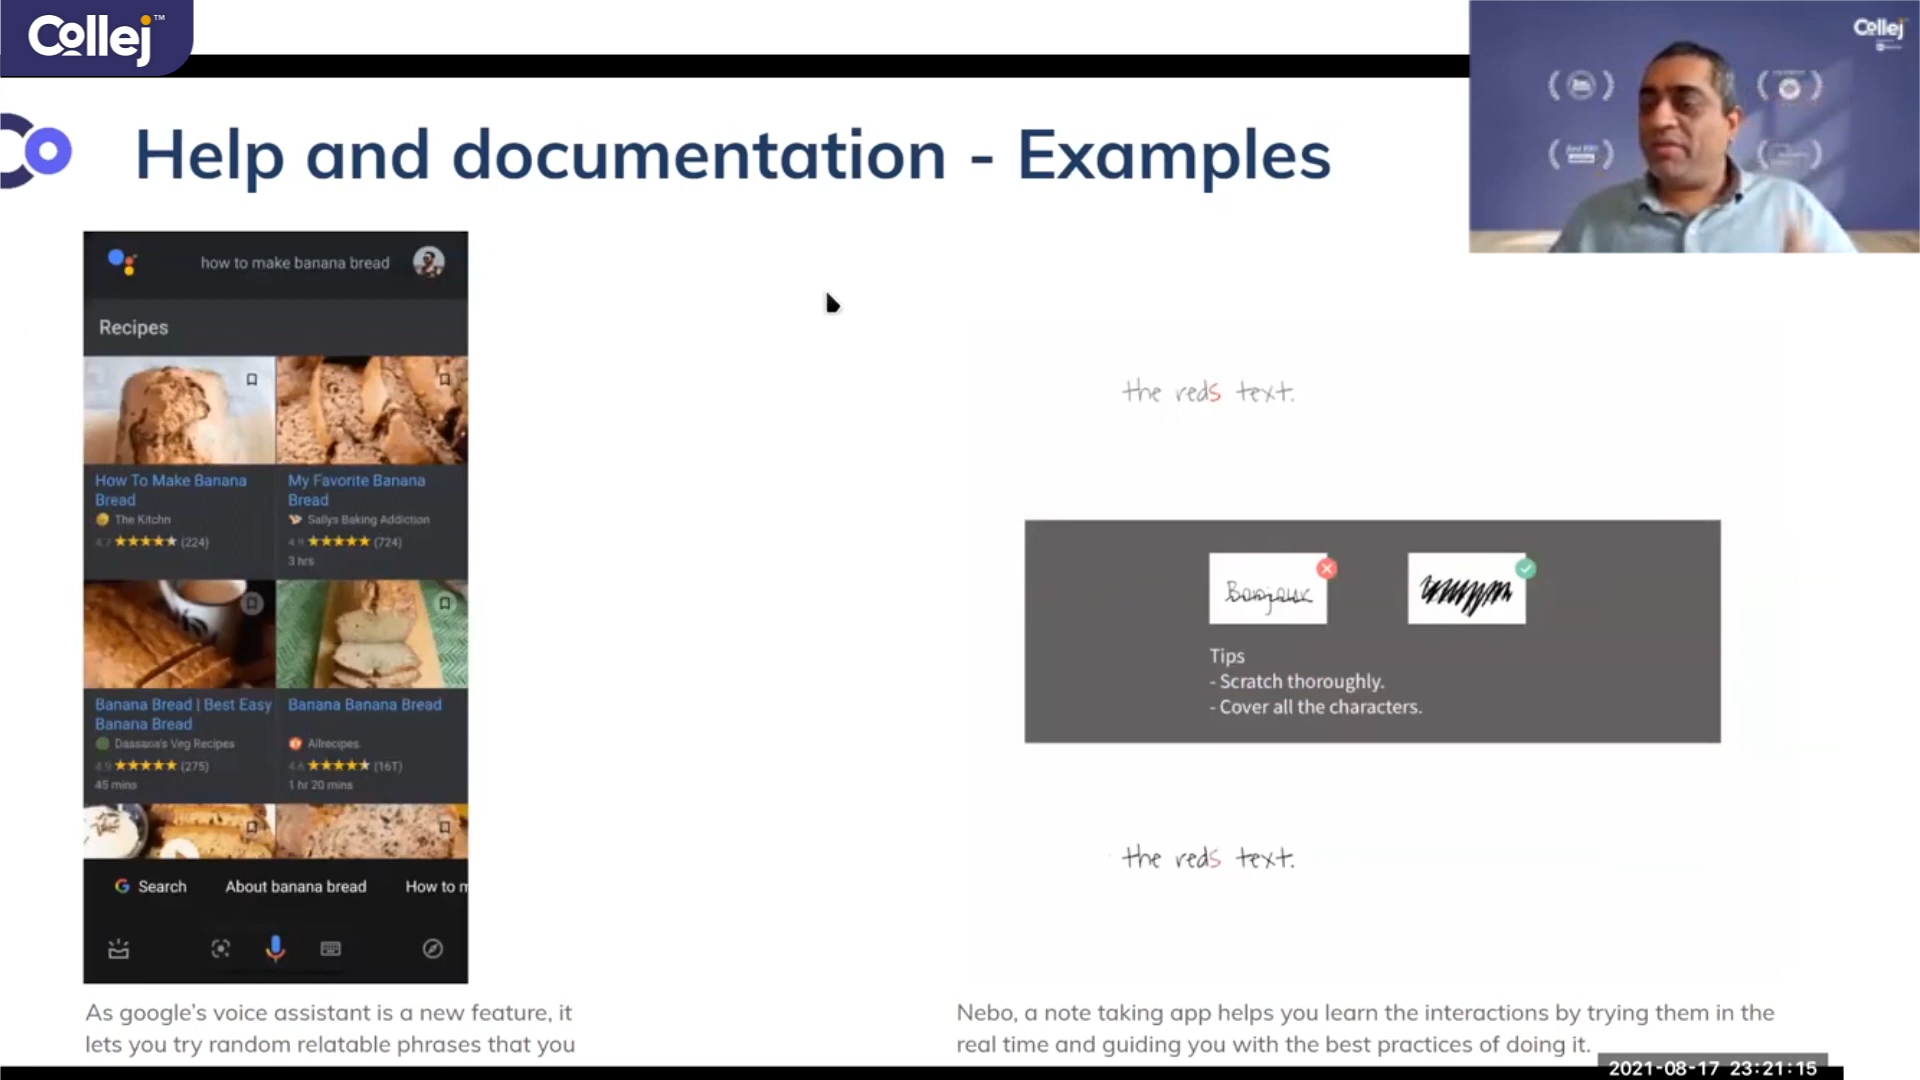 Collej™
Collej
Help and documentation - Examples
how to make banana bread
Recipes
How To Make Banana
Bread
The Kitchn
4.7 ★★★★★ (224)
My Favorite Banana
Bread
Sallys Baking Addiction
4.9 ★★★★★ (724)
3 hrs
Banana Bread | Best Easy
Banana Bread
Dassana's Veg Recipes
4.9 ★★★★★ (275)
45 mins
Banana Banana Bread
Allrecipes
4.6 ★★★★★ (16T)
1 hr 20 mins
G Search
About banana bread
How to m
As google's voice assistant is a new feature, it
lets you try random relatable phrases that you
the reds text.
Bonjour
Tips
- Scratch thoroughly.
- Cover all the characters.
the reds text.
Nebo, a note taking app helps you learn the interactions by trying them in the
real time and guiding you with the best practices of doing it.
2021-08-17 23:21:15